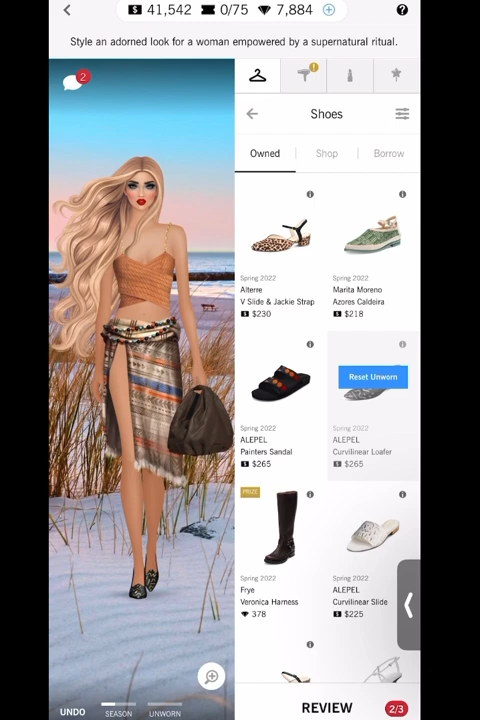 41,542 0/75 7,884
Style an adorned look for a woman empowered by a supernatural ritual.
2
Shoes
Owned Shop Borrow
Spring 2022
Alterre
V Slide & Jackie Strap
$230
Spring 2022
Marita Moreno
Azores Caldeira
$218
Spring 2022
ALEPEL
Painters Sandal
$265
Reset Unworn
Spring 2022
ALEPEL
Curvilinear Loafer
$265
PRIZE
Spring 2022
Frye
Veronica Harness
378
Spring 2022
ALEPEL
Curvilinear Slide
$225
UNDO SEASON UNWORN
REVIEW 2/3